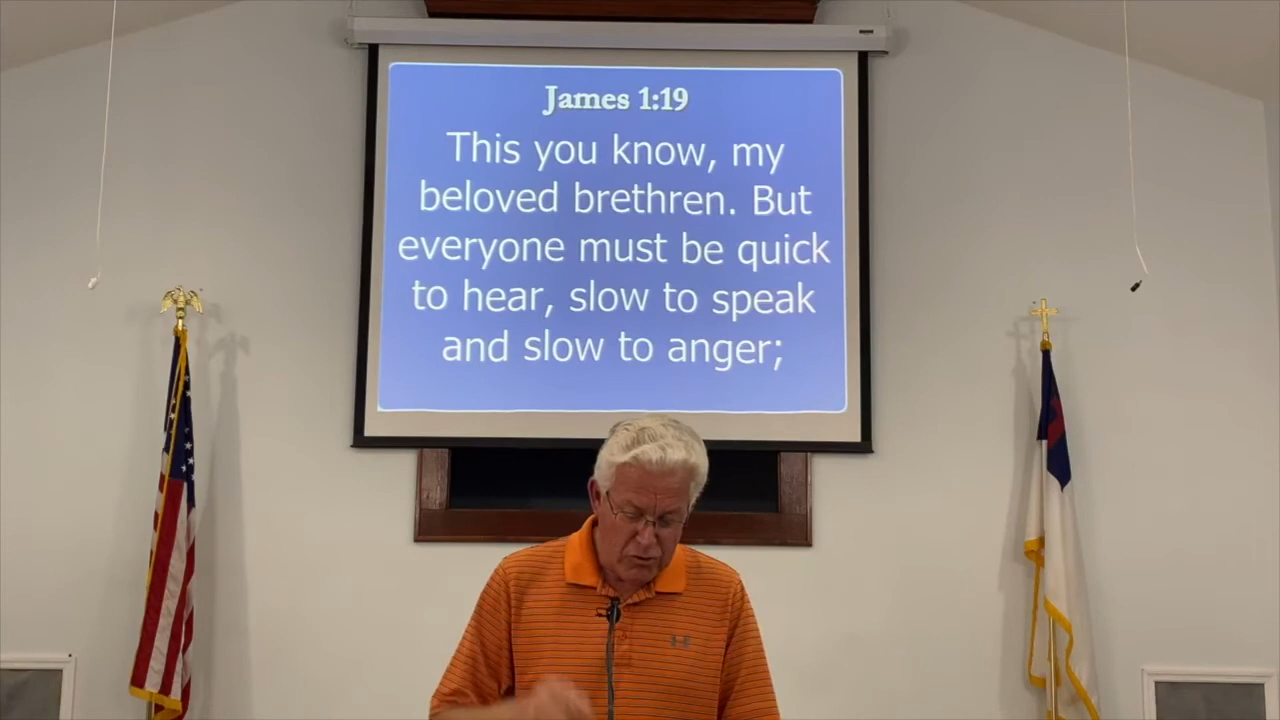 James 1:19
This you know, my
beloved brethren. But
everyone must be quick
to hear, slow to speak
and slow to anger;